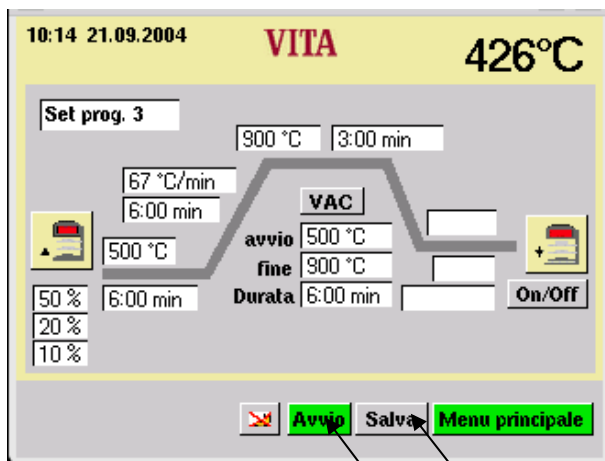 10:14 21.09.2004
VITA
426°C
Set prog. 3
900 °C 3:00 min
67 °C/min
6:00 min
VAC
500 °C
avvio 500 °C
fine 900 °C
50 % 6:00 min Durata 6:00 min On/Off
20 %
10 %
Avvio Salva Menu principale